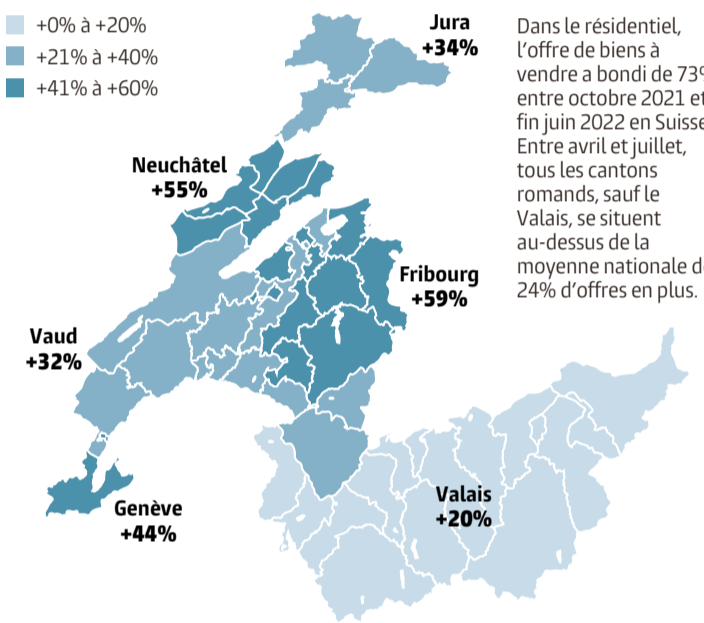 +0% à +20%
+21% à +40%
+41% à +60%
Jura
+34%
Neuchâtel
+55%
Fribourg
+59%
Vaud
+32%
Genève
+44%
Valais
+20%
Dans le résidentiel,
l'offre de biens à
vendre a bondi de 73%
entre octobre 2021 et
fin juin 2022 en Suisse
Entre avril et juillet,
tous les cantons
romands, sauf le
Valais, se situent
au-dessus de la
moyenne nationale de
24% d'offres en plus.